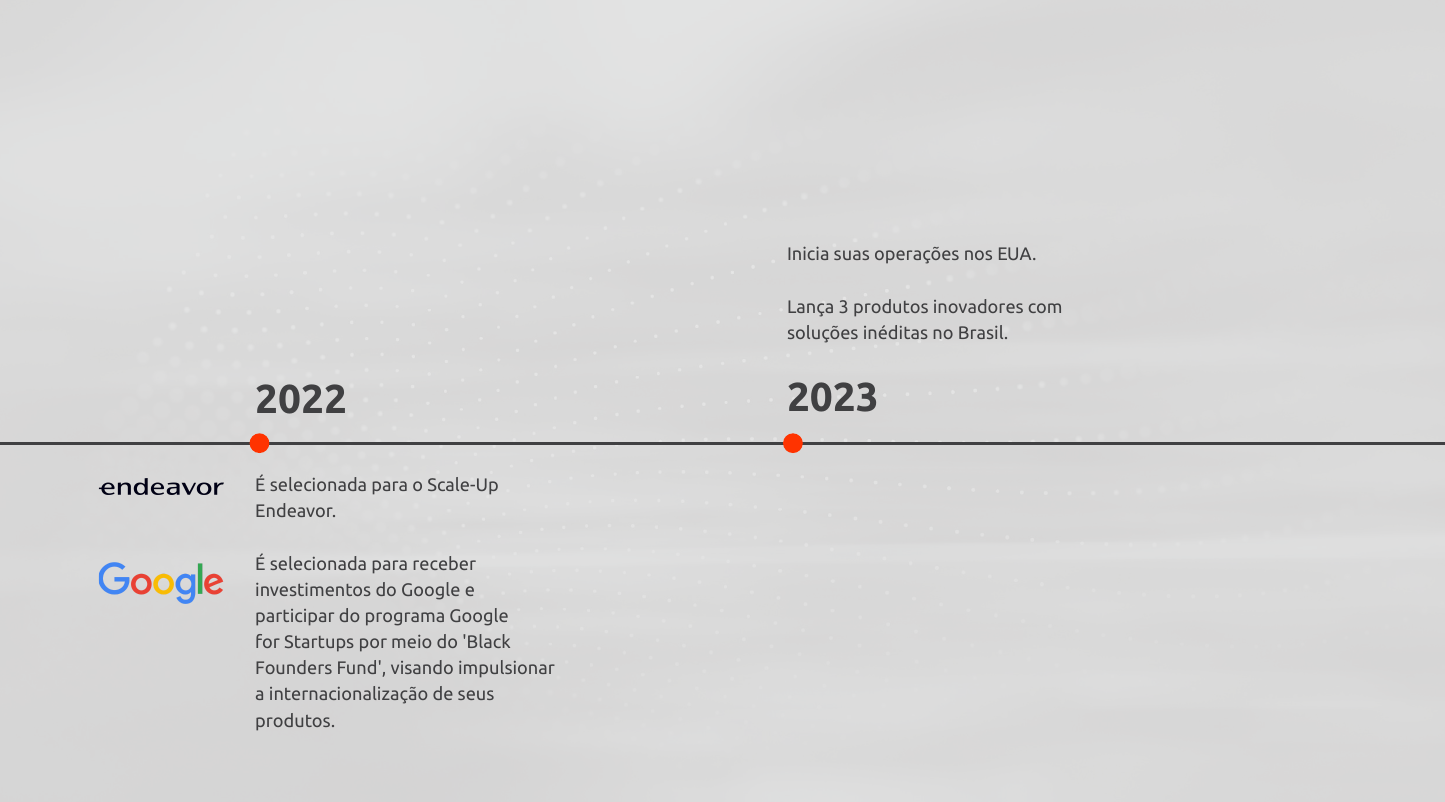 2022
endeavor
É selecionada para o Scale-Up
Endeavor.
Google
É selecionada para receber
investimentos do Google e
participar do programa Google
for Startups por meio do 'Black
Founders Fund', visando impulsionar
a internacionalização de seus
produtos.
Inicia suas operações nos EUA.
Lança 3 produtos inovadores com
soluções inéditas no Brasil.
2023